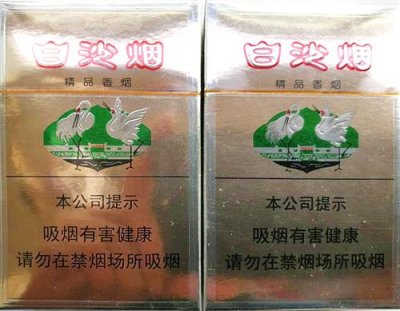 白沙烟
精品香烟
本公司提示
吸烟有害健康
请勿在禁烟场所吸烟
白沙烟
精品香烟
本公司提示
吸烟有害健康
请勿在禁烟场所吸烟